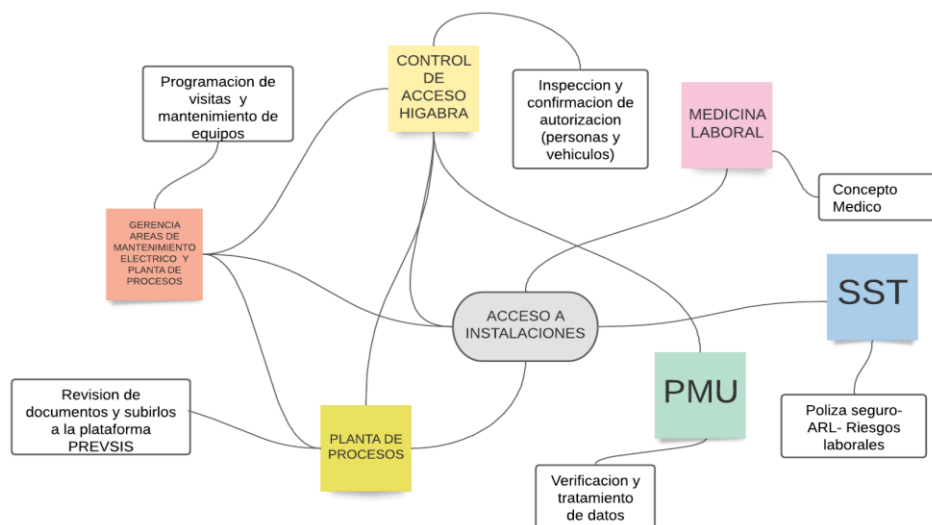 CONTROL
DE
ACCESO
HIGABRA
Programacion de
visitas y
mantenimiento de
equipos
Inspeccion y
confirmacion de
autorizacion
(personas y
vehiculos)
MEDICINA
LABORAL
Concepto
Medico
GERENCIA
AREAS DE
MANTENIMIENTO
ELECTRICO Y
PLANTA DE
PROCESOS
SST
ACCESO A
INSTALACIONES
PMU
Revision de
documentos y subirlos
a la plataforma
PREVSIS
PLANTA DE
PROCESOS
Poliza seguro-
ARL- Riesgos
laborales
Verificacion y
tratamiento
de datos